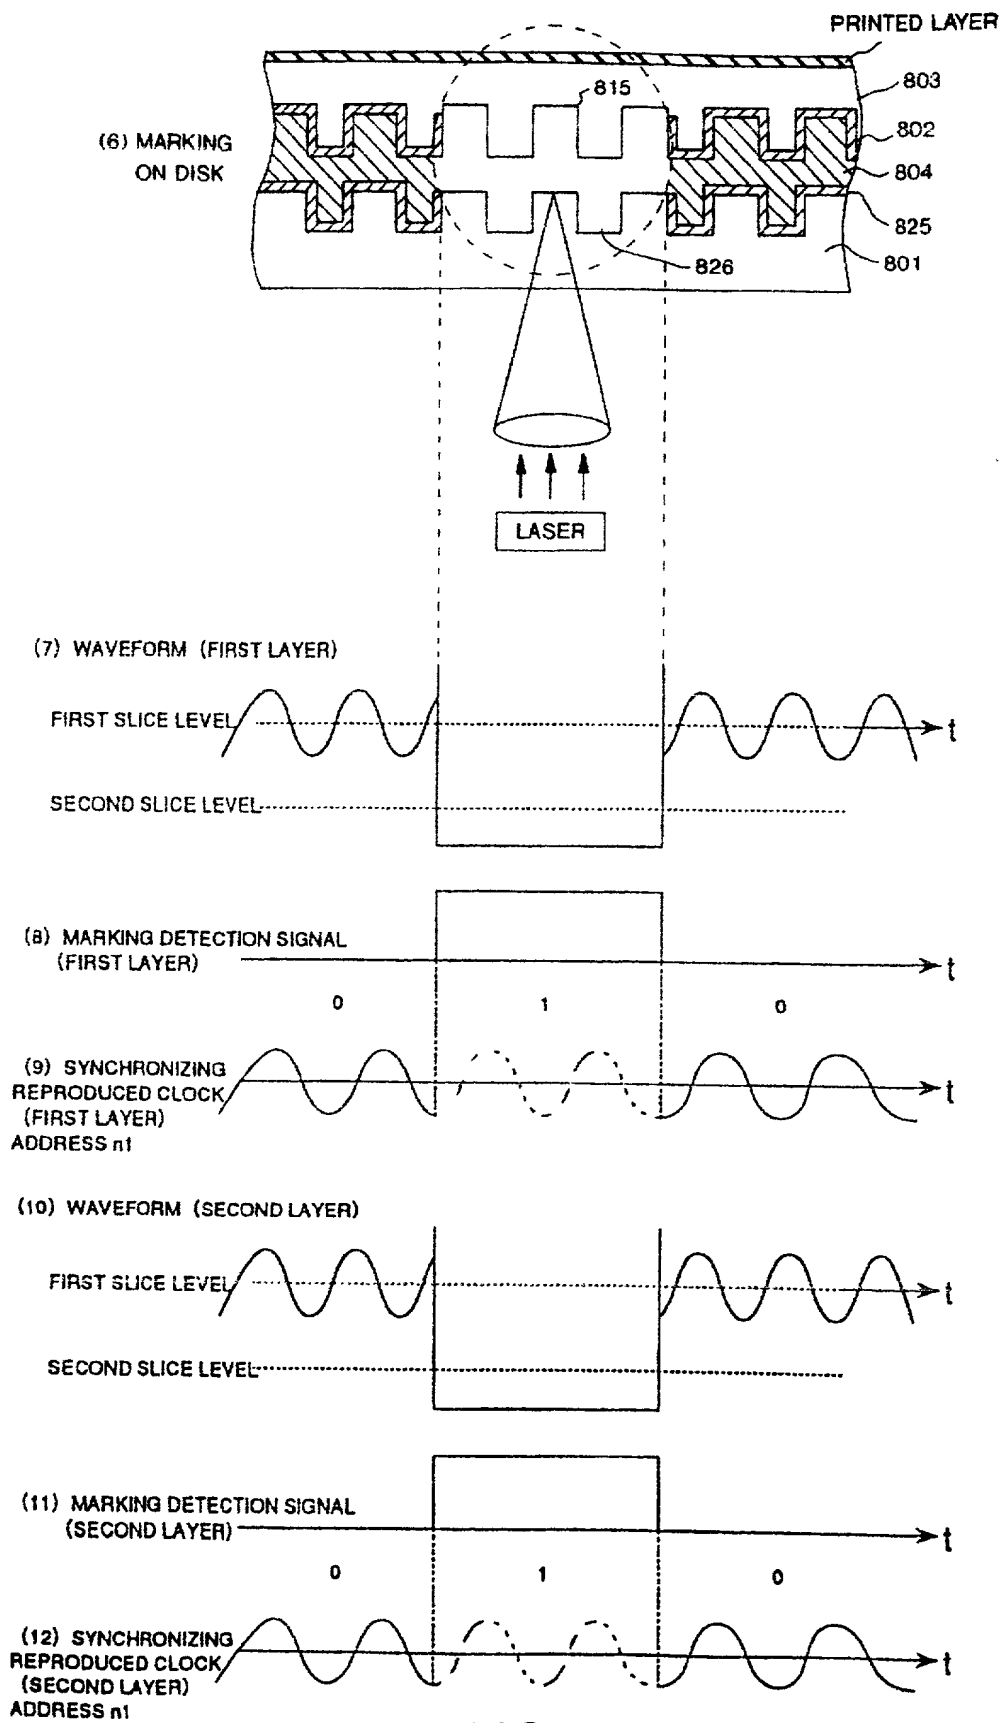 PRINTED LAYER
815
803
(6) MARKING
ON DISK
802
804
825
826
801
LASER
(7) WAVEFORM (FIRST LAYER)
FIRST SLICE LEVEL
t
SECOND SLICE LEVEL
(8) MARKING DETECTION SIGNAL
(FIRST LAYER)
t
0 1 0
(9) SYNCHRONIZING
REPRODUCED CLOCK
(FIRST LAYER)
ADDRESS n1
t
(10) WAVEFORM (SECOND LAYER)
FIRST SLICE LEVEL
t
SECOND SLICE LEVEL
(11) MARKING DETECTION SIGNAL
(SECOND LAYER)
t
0 1 0
(12) SYNCHRONIZING
REPRODUCED CLOCK
(SECOND LAYER)
ADDRESS n1
t